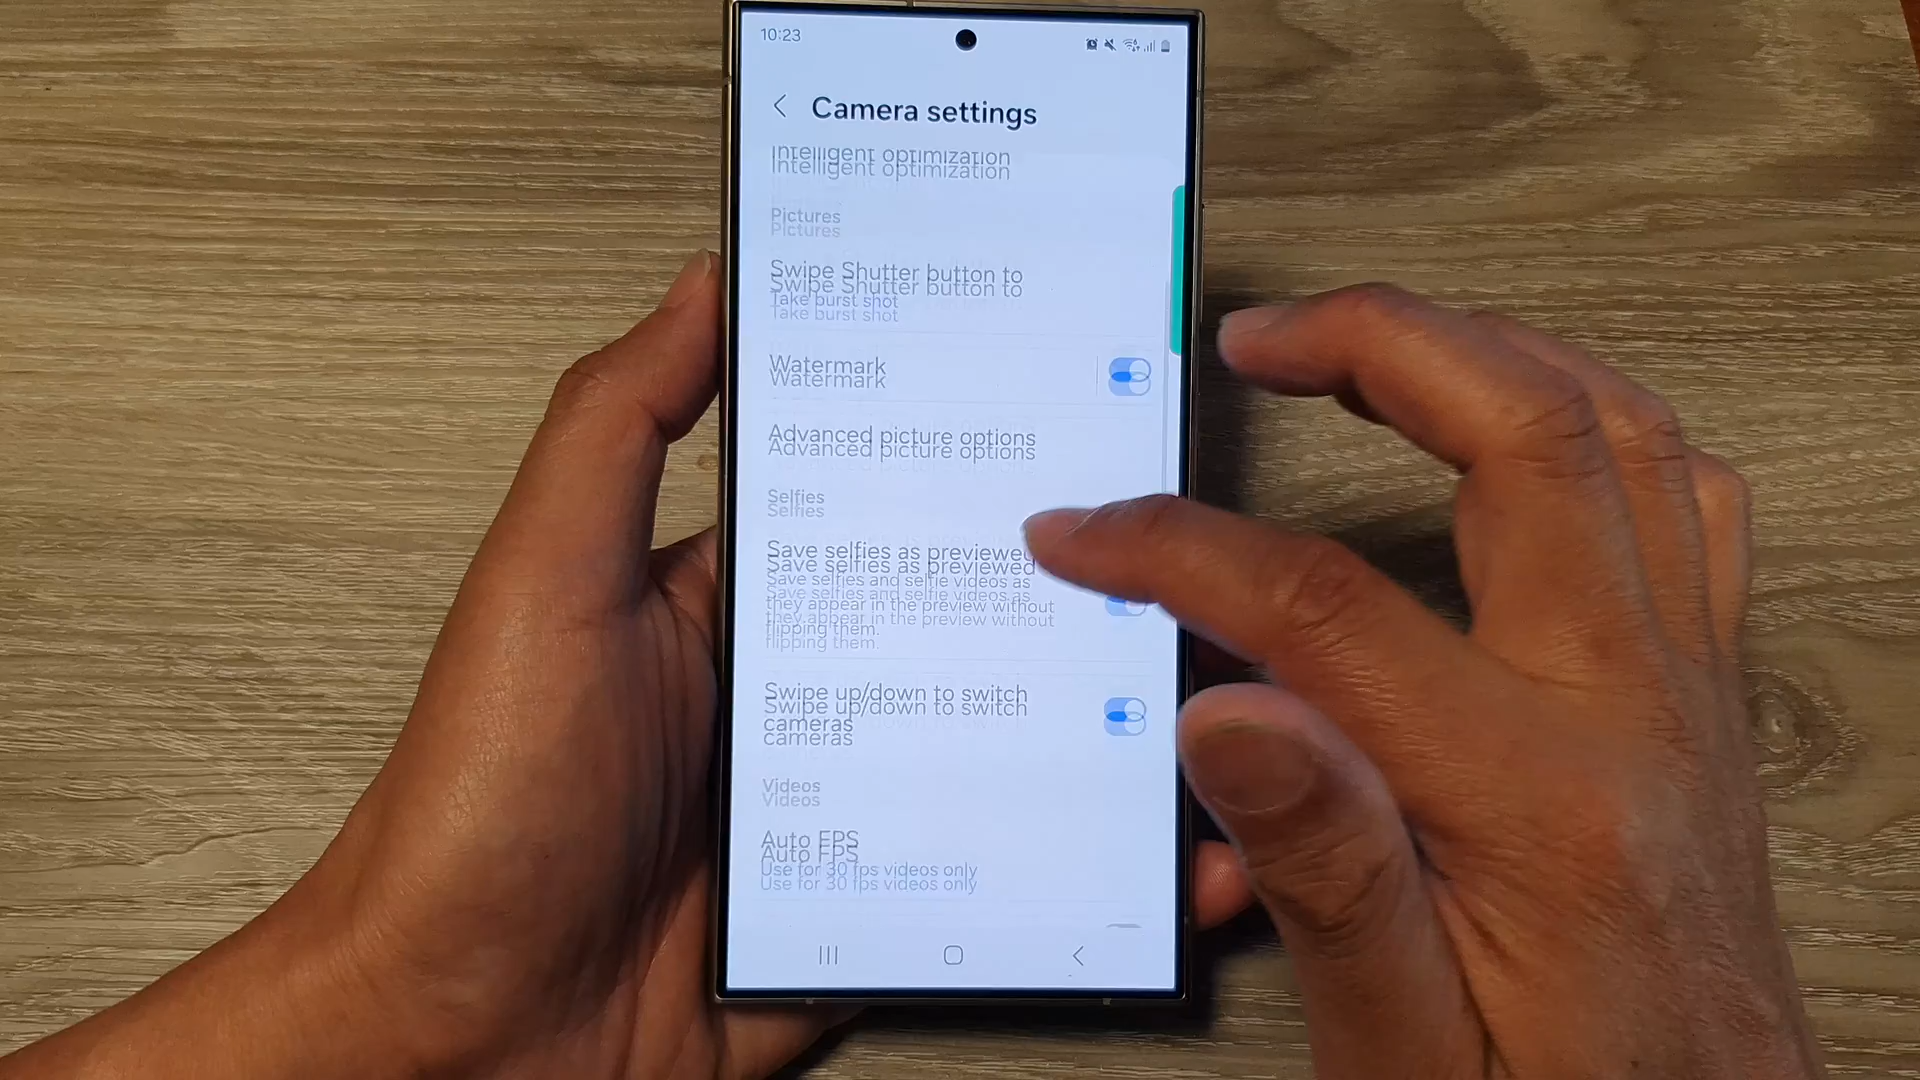 10:23
Camera settings
Intelligent optimization
Pictures
Swipe Shutter button to
Take burst shot
Watermark
Advanced picture options
Selfies
Save selfies as previewed
Save selfies and selfie videos as
they appear in the preview without
flipping them.
Swipe up/down to switch
cameras
Videos
Auto FPS
Use for 30 fps videos only